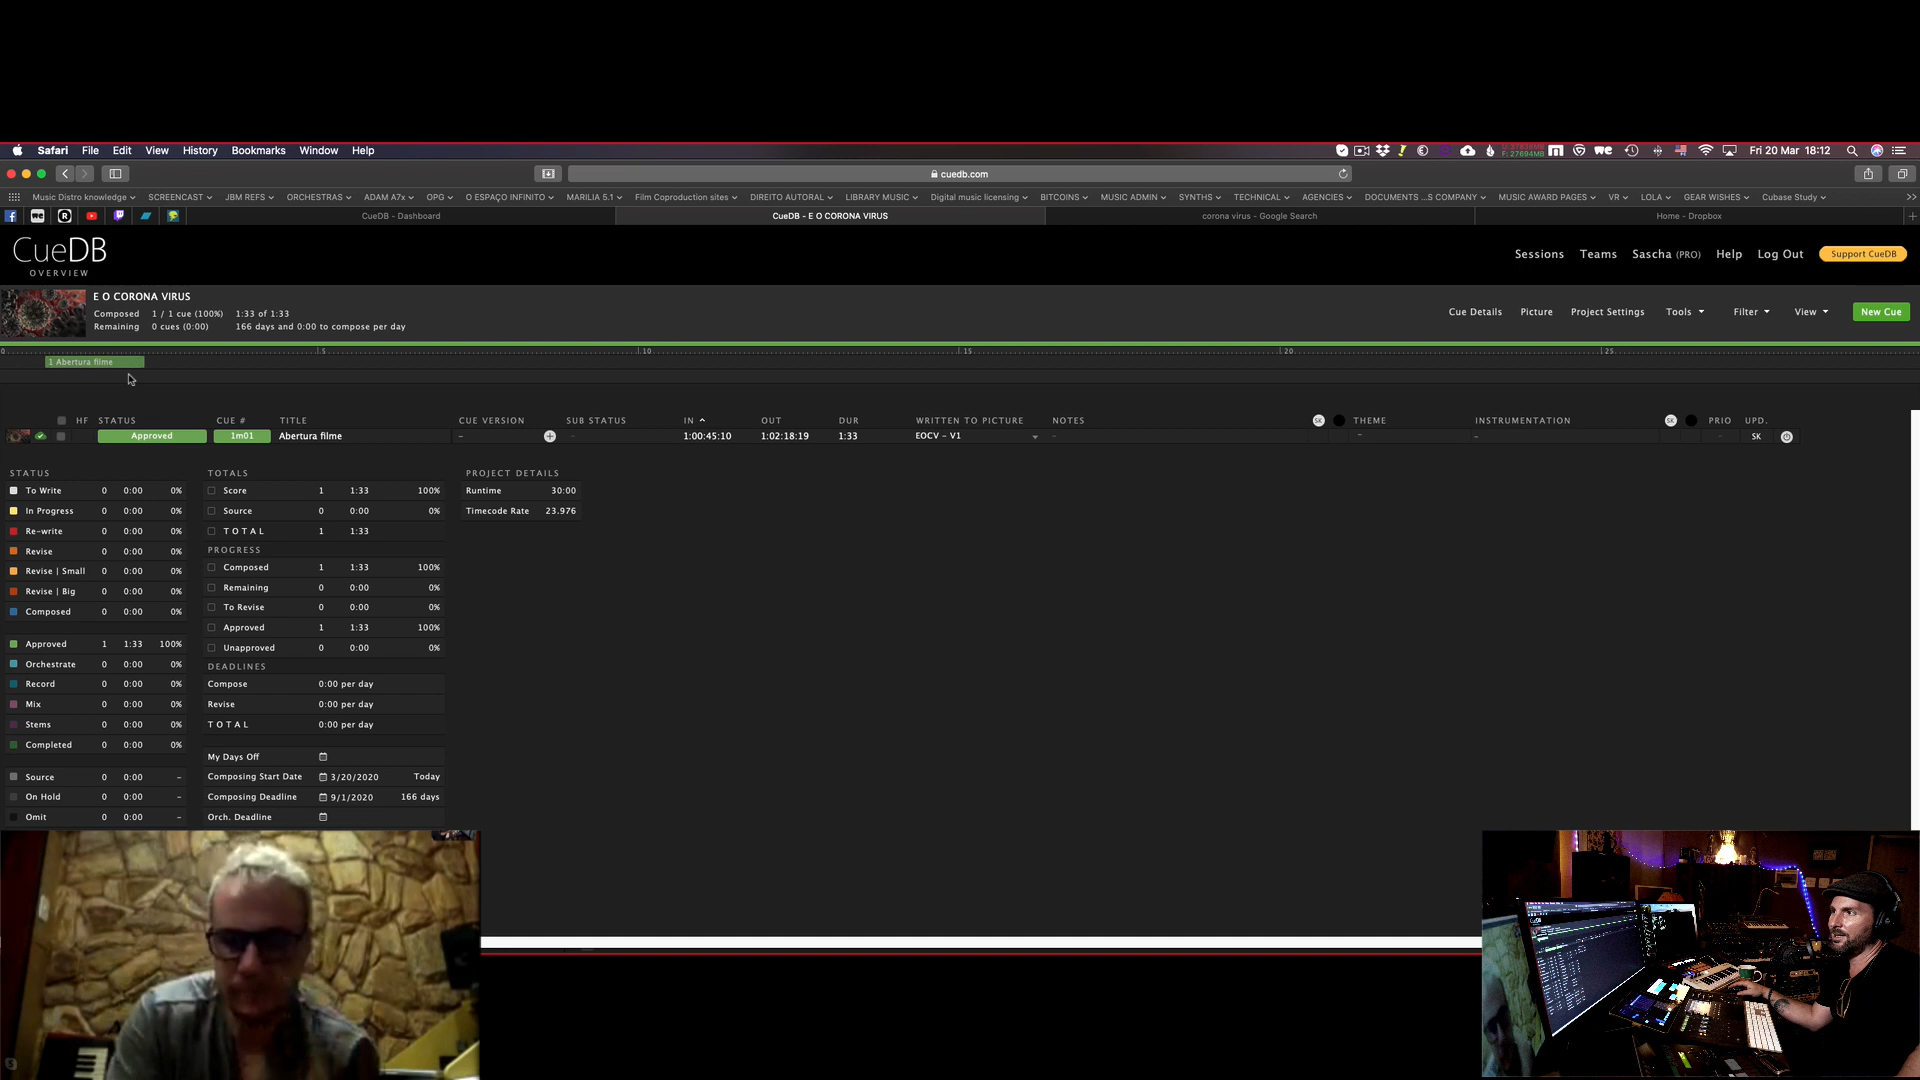 Safari File Edit View History Bookmarks Window Help Fri 20 Mar 18:12
cuedb.com
Music Distro knowledge SCREENCAST JBM REFS ORCHESTRAS ADAM A7x OPG O ESPAÇO INFINITO MARILIA 5.1 Film Coproduction sites DIREITO AUTORAL LIBRARY MUSIC Digital music licensing BITCOINS MUSIC ADMIN SYNTHS TECHNICAL AGENCIES DOCUMENTS ...S COMPANY MUSIC AWARD PAGES VR LOLA GEAR WISHES Cubase Study
CueDB - Dashboard CueDB - E O CORONA VIRUS corona virus - Google Search Home - Dropbox
CueDB
OVERVIEW
Sessions Teams Sascha (PRO) Help Log Out Support CueDB
E O CORONA VIRUS
Composed 1 / 1 cue (100%) 1:33 of 1:33
Remaining 0 cues (0:00) 166 days and 0:00 to compose per day
Cue Details Picture Project Settings Tools Filter View New Cue
0 5 10 15 20 25
1 Abertura filme
HF STATUS CUE # TITLE CUE VERSION SUB STATUS IN OUT DUR WRITTEN TO PICTURE NOTES SK THEME INSTRUMENTATION SK PRIO UPD.
Approved 1m01 Abertura filme - - 1:00:45:10 1:02:18:19 1:33 EOCV - V1 - - - - SK
STATUS
To Write 0 0:00 0%
In Progress 0 0:00 0%
Re-write 0 0:00 0%
Revise 0 0:00 0%
Revise | Small 0 0:00 0%
Revise | Big 0 0:00 0%
Composed 0 0:00 0%
Approved 1 1:33 100%
Orchestrate 0 0:00 0%
Record 0 0:00 0%
Mix 0 0:00 0%
Stems 0 0:00 0%
Completed 0 0:00 0%
Source 0 0:00 -
On Hold 0 0:00 -
Omit 0 0:00 -
TOTALS
Score 1 1:33 100%
Source 0 0:00 0%
TOTAL 1 1:33
PROGRESS
Composed 1 1:33 100%
Remaining 0 0:00 0%
To Revise 0 0:00 0%
Approved 1 1:33 100%
Unapproved 0 0:00 0%
DEADLINES
Compose 0:00 per day
Revise 0:00 per day
TOTAL 0:00 per day
My Days Off
Composing Start Date 3/20/2020 Today
Composing Deadline 9/1/2020 166 days
Orch. Deadline
PROJECT DETAILS
Runtime 30:00
Timecode Rate 23.976